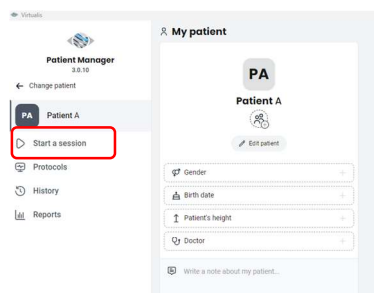 Virtualis
Patient Manager
3.0.10
Change patient
PA
Patient A
Start a session
Protocols
History
Reports
My patient
PA
Patient A
Edit patient
Gender
Birth date
Patient's height
Doctor
Write a note about my patient...